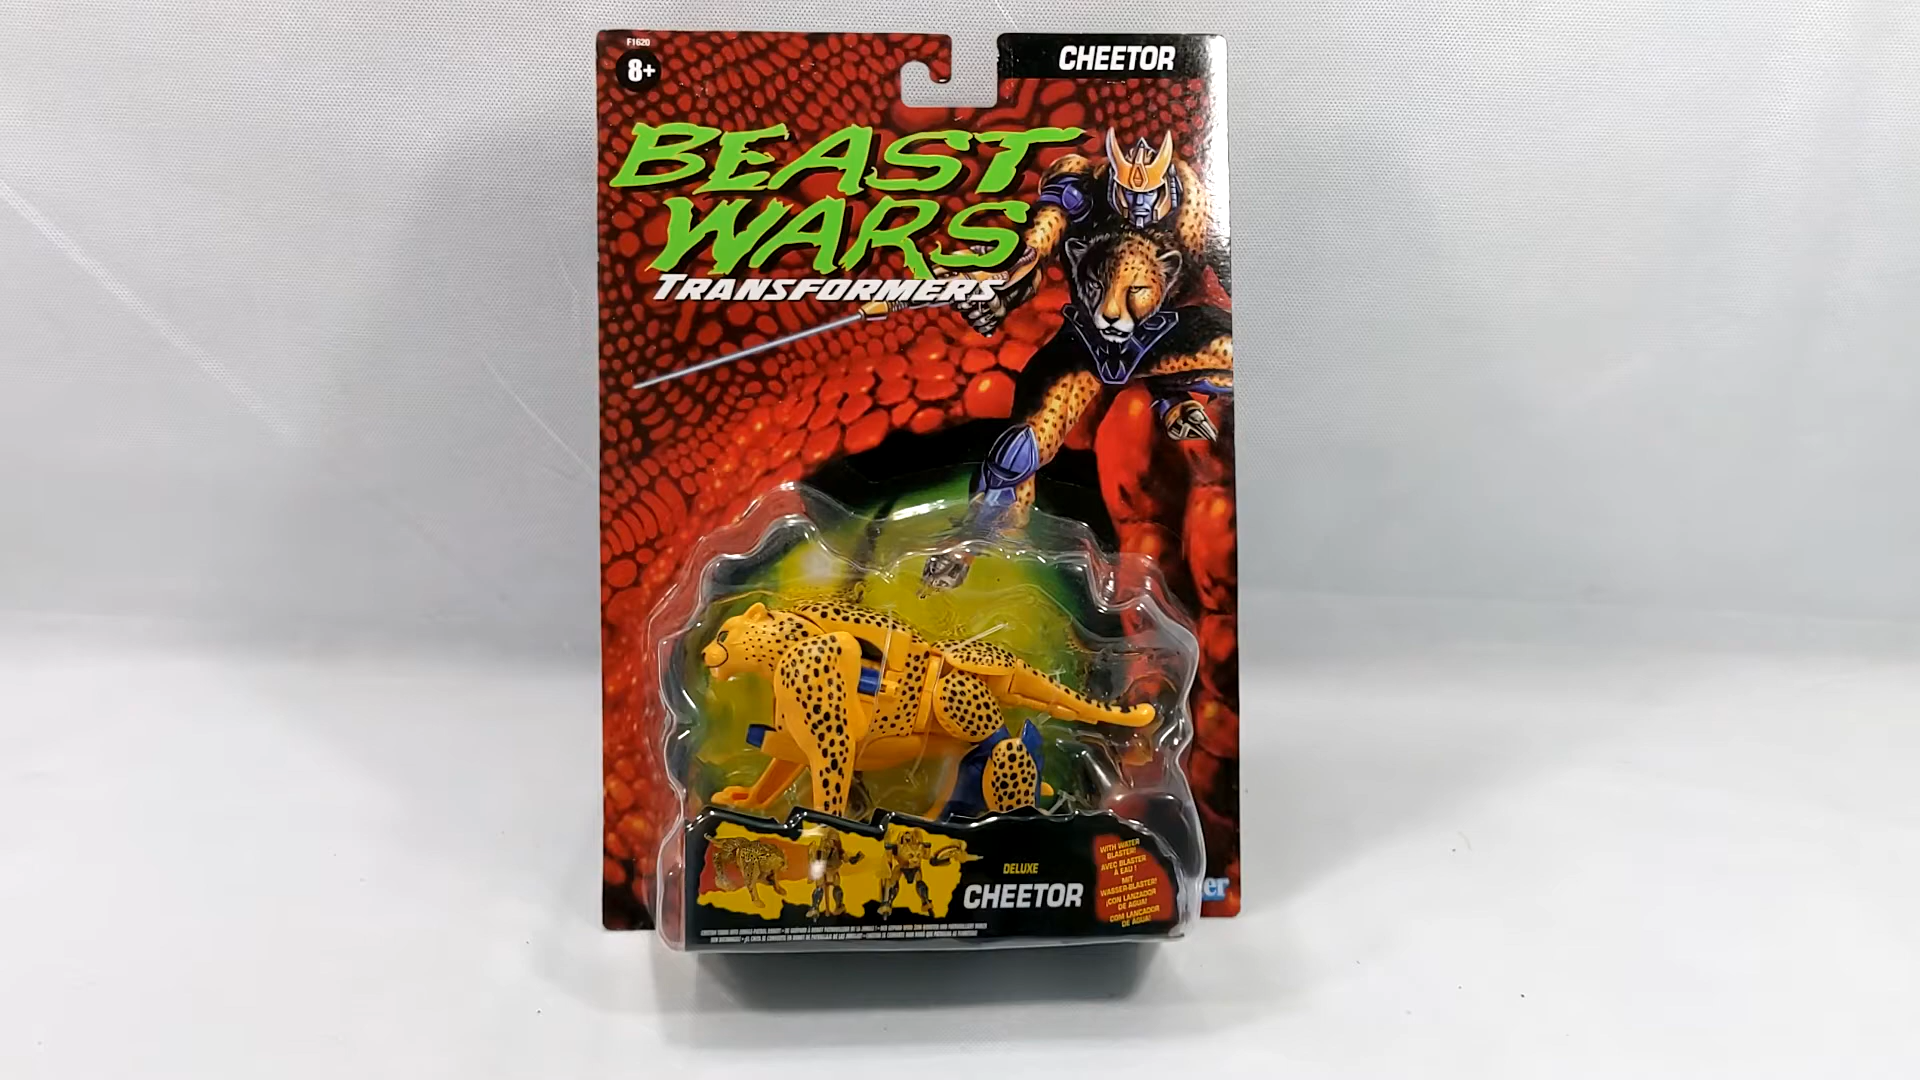 F1620
8+
CHEETOR
BEAST
WARS
TRANSFORMERS
DELUXE
CHEETOR
WITH WATER
BLASTER!
AVEC BLASTER
À EAU !
MIT
WASSER-BLASTER!
¡CON LANZADOR
DE AGUA!
COM LANÇADOR
DE ÁGUA!
er